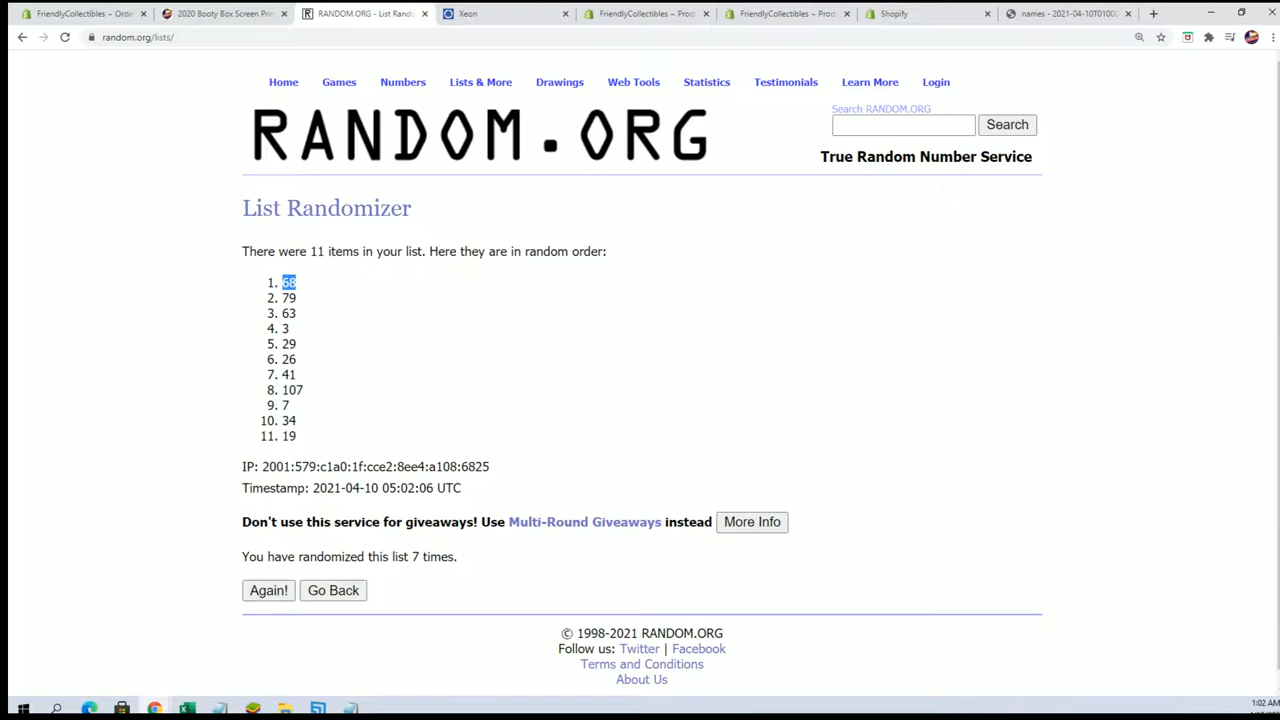 FriendlyCollectibles ~ Orde
2020 Booty Box Screen Prin
RANDOM.ORG - List Rando
Xeon
FriendlyCollectibles ~ Prod
FriendlyCollectibles ~ Prod
Shopify
names - 2021-04-10T0100
random.org/lists/
Home Games Numbers Lists & More Drawings Web Tools Statistics Testimonials Learn More Login
RANDOM.ORG
Search RANDOM.ORG
Search
True Random Number Service
List Randomizer
There were 11 items in your list. Here they are in random order:
1. 68
2. 79
3. 63
4. 3
5. 29
6. 26
7. 41
8. 107
9. 7
10. 34
11. 19
IP: 2001:579:c1a0:1f:cce2:8ee4:a108:6825
Timestamp: 2021-04-10 05:02:06 UTC
Don't use this service for giveaways! Use Multi-Round Giveaways instead More Info
You have randomized this list 7 times.
Again! Go Back
© 1998-2021 RANDOM.ORG
Follow us: Twitter | Facebook
Terms and Conditions
About Us
1:02 AM